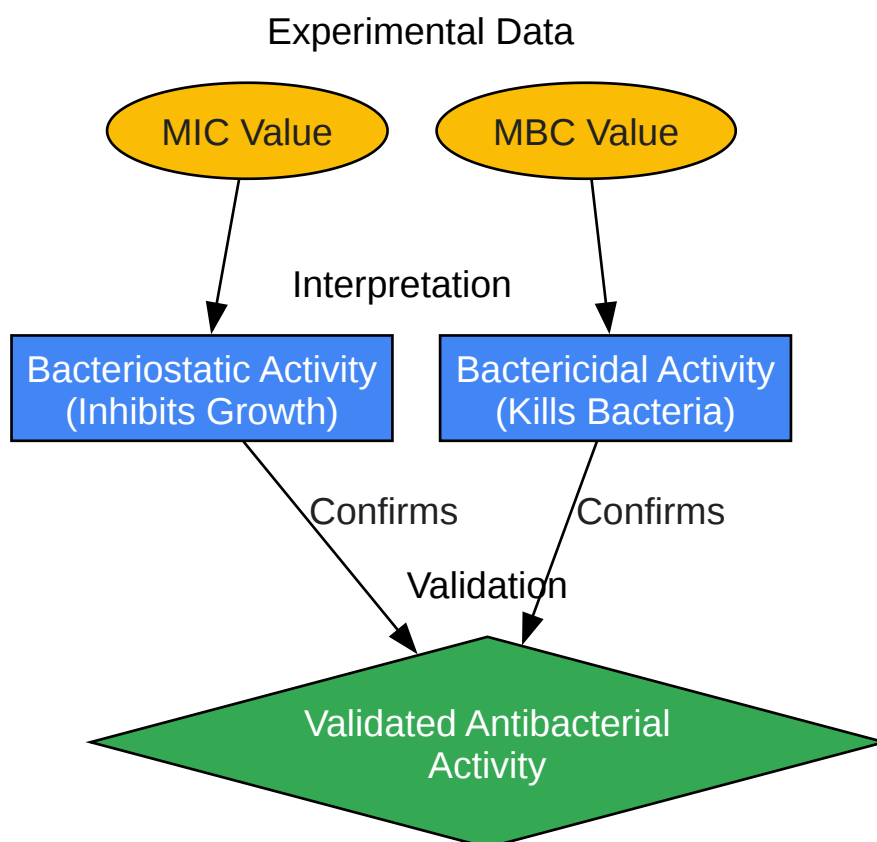 Experimental Data
MIC Value
MBC Value
Interpretation
Bacteriostatic Activity
(Inhibits Growth)
Bactericidal Activity
(Kills Bacteria)
Confirms
Confirms
Validation
Validated Antibacterial
Activity